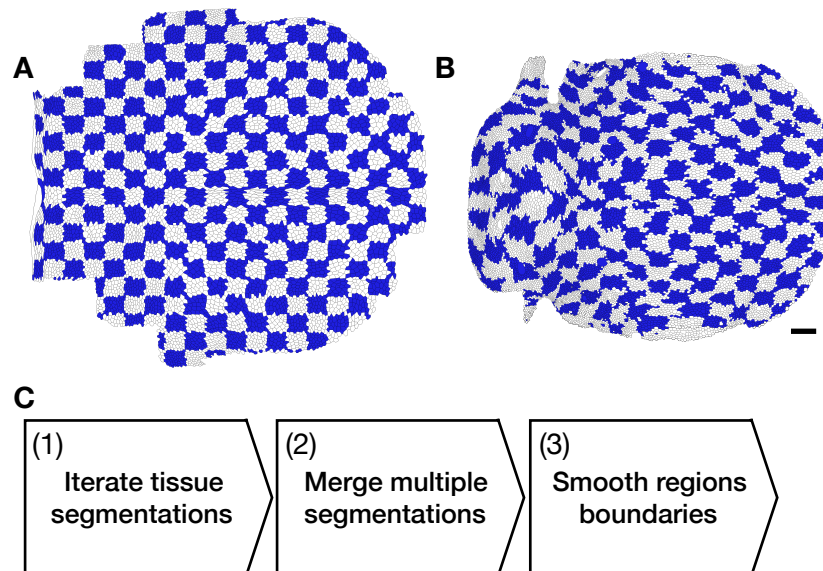 A
B
C
(1)
Iterate tissue
segmentations
(2)
Merge multiple
segmentations
(3)
Smooth regions
boundaries